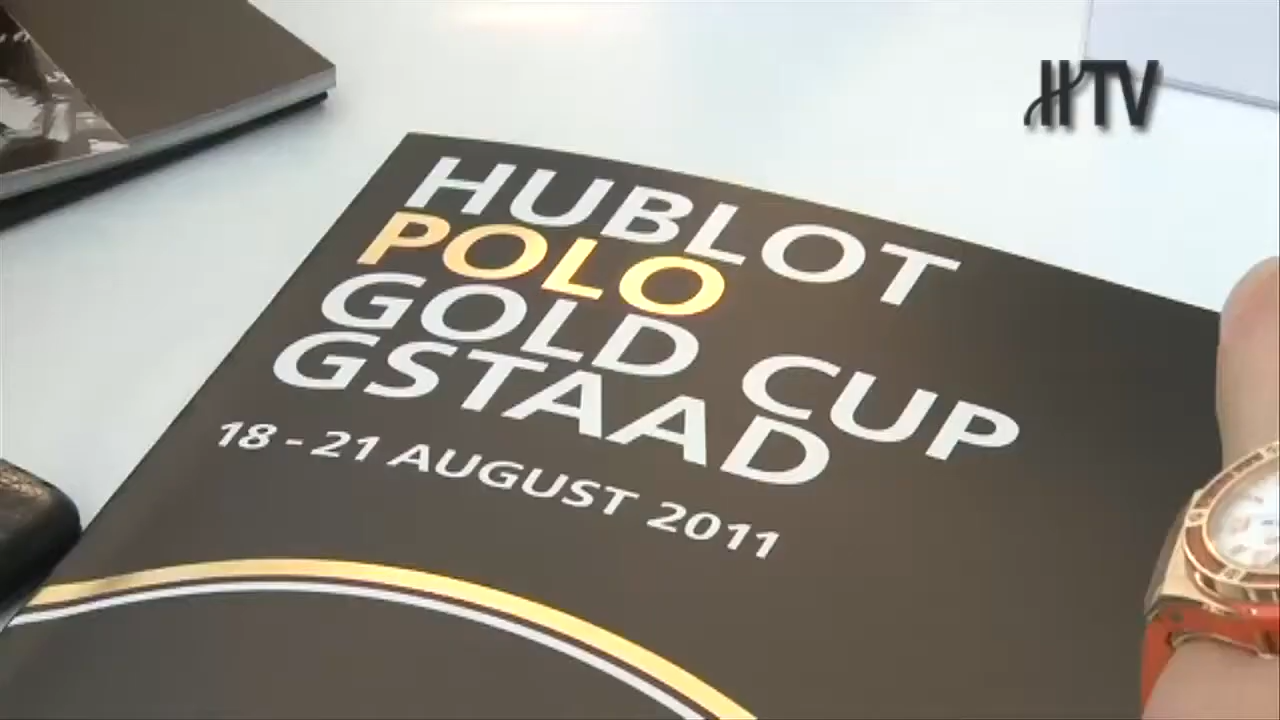 HTV
HUBLOT
POLO
GOLD CUP
GSTAAD
18 - 21 AUGUST 2011